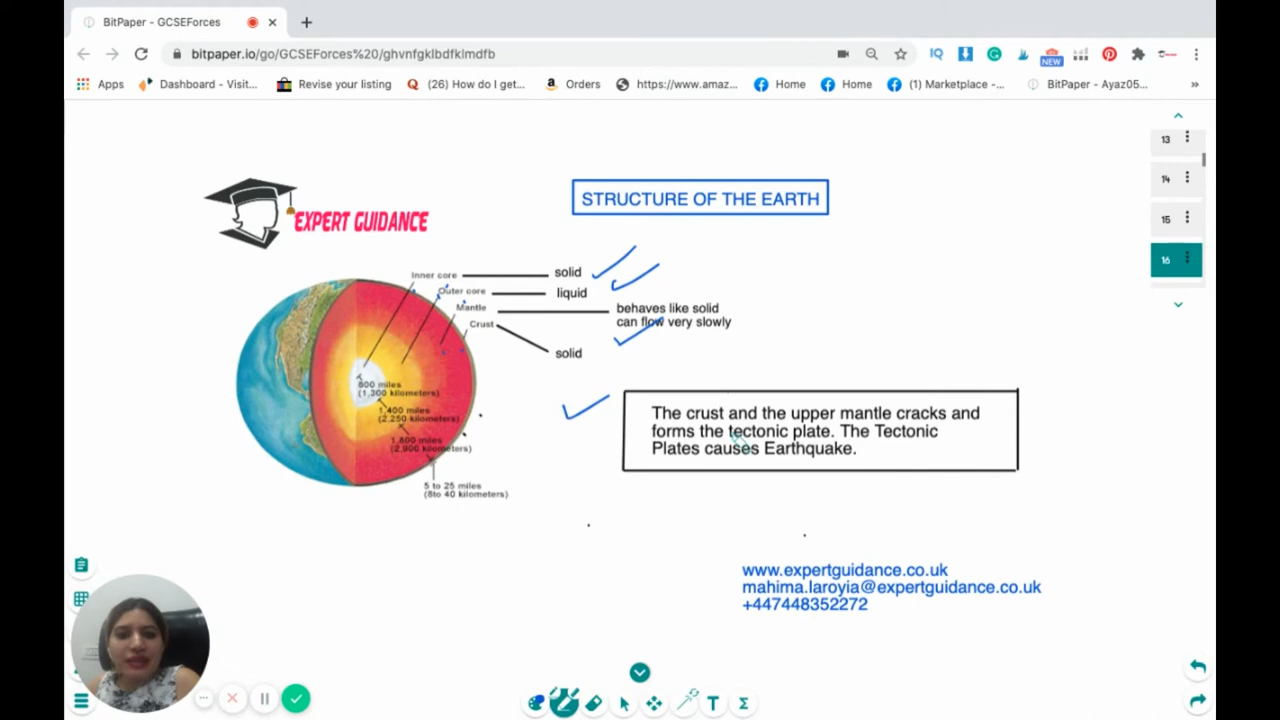 BitPaper - GCSEForces
bitpaper.io/go/GCSEForces%20/ghvnfgklbdfklmdfb
IQ
NEW
Apps
Dashboard - Visit...
Revise your listing
(26) How do I get...
Orders
https://www.amaz...
Home
Home
(1) Marketplace -...
BitPaper - Ayaz05...
»
13
14
15
16
STRUCTURE OF THE EARTH
EXPERT GUIDANCE
Inner core
solid
Outer core
liquid
Mantle
behaves like solid
can flow very slowly
Crust
solid
800 miles
(1,300 kilometers)
1,400 miles
(2,250 kilometers)
1,800 miles
(2,900 kilometers)
5 to 25 miles
(8to 40 kilometers)
The crust and the upper mantle cracks and
forms the tectonic plate. The Tectonic
Plates causes Earthquake.
www.expertguidance.co.uk
mahima.laroyia@expertguidance.co.uk
+447448352272
T
Σ